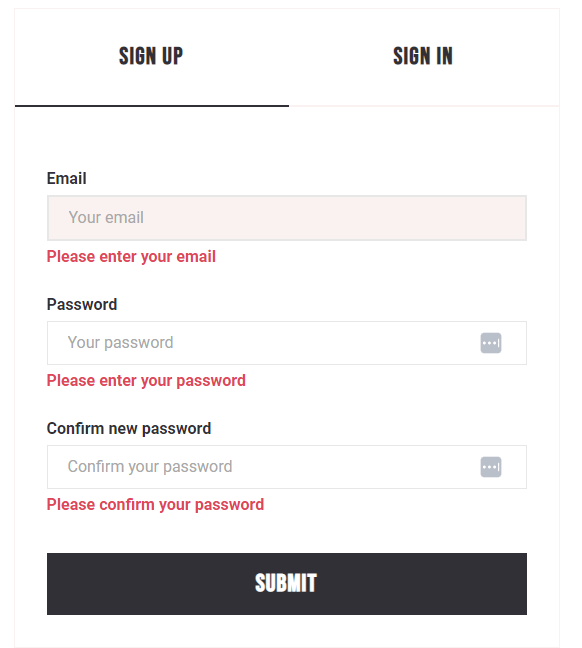 SIGN UP
SIGN IN
Email
Your email
Please enter your email
Password
Your password
Please enter your password
Confirm new password
Confirm your password
Please confirm your password
SUBMIT